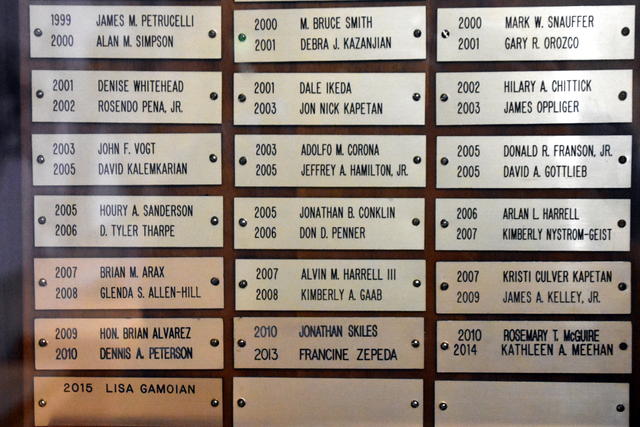 1999 JAMES M. PETRUCELLI
2000 ALAN M. SIMPSON
2000 M. BRUCE SMITH
2001 DEBRA J. KAZANJIAN
2000 MARK W. SNAUFFER
2001 GARY R. OROZCO
2001 DENISE WHITEHEAD
2002 ROSENDO PENA, JR.
2001 DALE IKEDA
2003 JON NICK KAPETAN
2002 HILARY A. CHITTICK
2003 JAMES OPPLIGER
2003 JOHN F. VOGT
2005 DAVID KALEMKARIAN
2003 ADOLFO M. CORONA
2005 JEFFREY A. HAMILTON, JR.
2005 DONALD R. FRANSON, JR.
2005 DAVID A. GOTTLIEB
2005 HOURY A. SANDERSON
2006 D. TYLER THARPE
2005 JONATHAN B. CONKLIN
2006 DON D. PENNER
2006 ARLAN L. HARRELL
2007 KIMBERLY NYSTROM-GEIST
2007 BRIAN M. ARAX
2008 GLENDA S. ALLEN-HILL
2007 ALVIN M. HARRELL III
2008 KIMBERLY A. GAAB
2007 KRISTI CULVER KAPETAN
2009 JAMES A. KELLEY, JR.
2009 HON. BRIAN ALVAREZ
2010 DENNIS A. PETERSON
2010 JONATHAN SKILES
2013 FRANCINE ZEPEDA
2010 ROSEMARY T. McGUIRE
2014 KATHLEEN A. MEEHAN
2015 LISA GAMOIAN